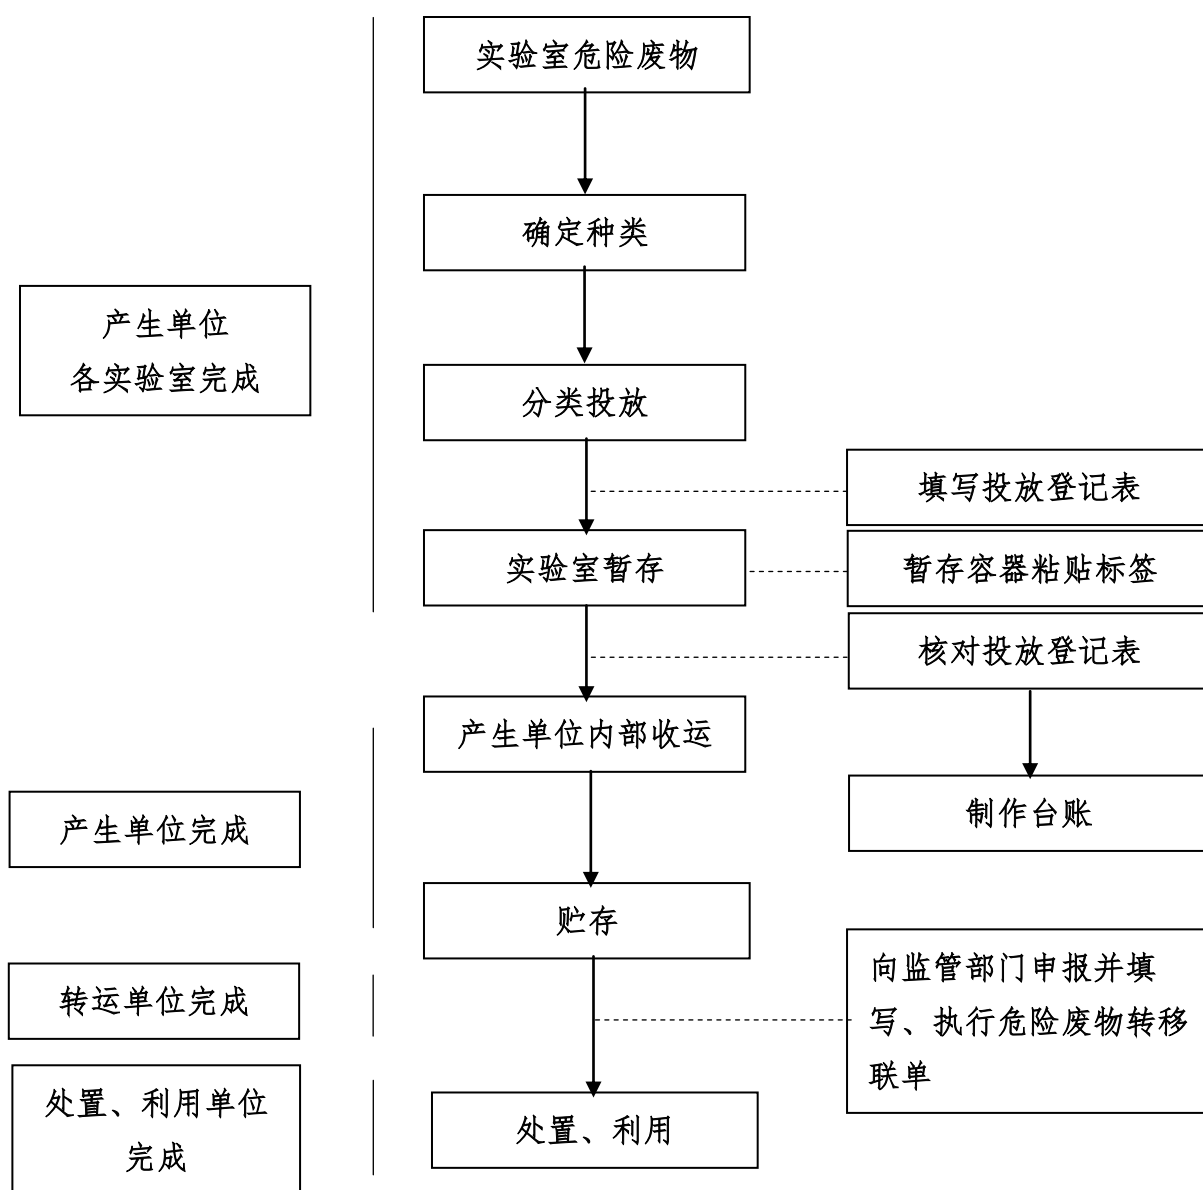 实验室危险废物
确定种类
产生单位
各实验室完成
分类投放
填写投放登记表
实验室暂存
暂存容器粘贴标签
核对投放登记表
产生单位内部收运
制作台账
产生单位完成
贮存
向监管部门申报并填
写、执行危险废物转移
联单
转运单位完成
处置、利用单位
完成
处置、利用